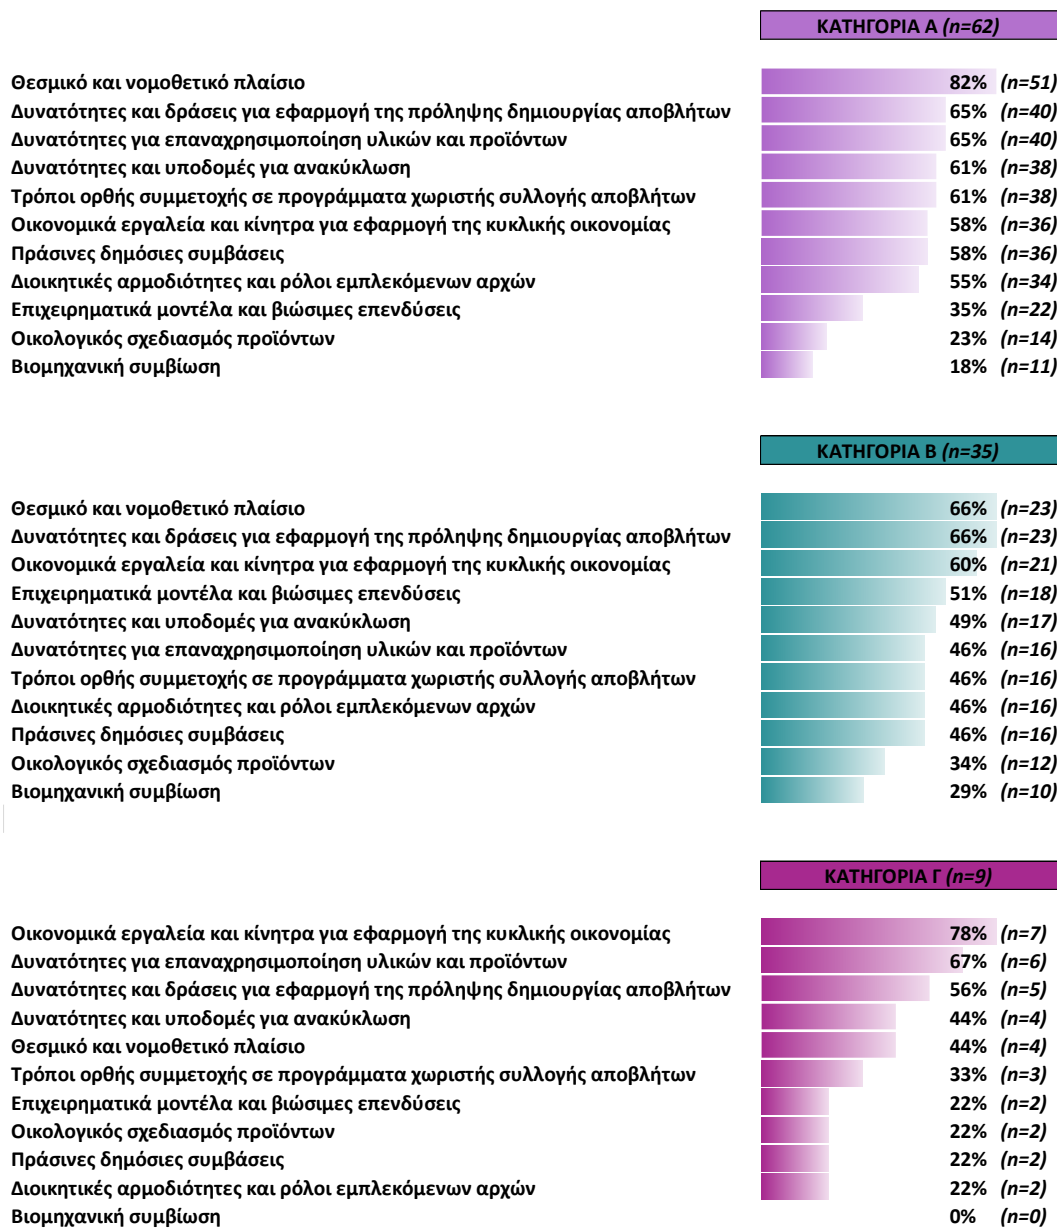 ΚΑΤΗΓΟΡΙΑ Α (n=62)
Θεσμικό και νομοθετικό πλαίσιο 82% (n=51)
Δυνατότητες και δράσεις για εφαρμογή της πρόληψης δημιουργίας αποβλήτων 65% (n=40)
Δυνατότητες για επαναχρησιμοποίηση υλικών και προϊόντων 65% (n=40)
Δυνατότητες και υποδομές για ανακύκλωση 61% (n=38)
Τρόποι ορθής συμμετοχής σε προγράμματα χωριστής συλλογής αποβλήτων 61% (n=38)
Οικονομικά εργαλεία και κίνητρα για εφαρμογή της κυκλικής οικονομίας 58% (n=36)
Πράσινες δημόσιες συμβάσεις 58% (n=36)
Διοικητικές αρμοδιότητες και ρόλοι εμπλεκόμενων αρχών 55% (n=34)
Επιχειρηματικά μοντέλα και βιώσιμες επενδύσεις 35% (n=22)
Οικολογικός σχεδιασμός προϊόντων 23% (n=14)
Βιομηχανική συμβίωση 18% (n=11)
ΚΑΤΗΓΟΡΙΑ Β (n=35)
Θεσμικό και νομοθετικό πλαίσιο 66% (n=23)
Δυνατότητες και δράσεις για εφαρμογή της πρόληψης δημιουργίας αποβλήτων 66% (n=23)
Οικονομικά εργαλεία και κίνητρα για εφαρμογή της κυκλικής οικονομίας 60% (n=21)
Επιχειρηματικά μοντέλα και βιώσιμες επενδύσεις 51% (n=18)
Δυνατότητες και υποδομές για ανακύκλωση 49% (n=17)
Δυνατότητες για επαναχρησιμοποίηση υλικών και προϊόντων 46% (n=16)
Τρόποι ορθής συμμετοχής σε προγράμματα χωριστής συλλογής αποβλήτων 46% (n=16)
Διοικητικές αρμοδιότητες και ρόλοι εμπλεκόμενων αρχών 46% (n=16)
Πράσινες δημόσιες συμβάσεις 46% (n=16)
Οικολογικός σχεδιασμός προϊόντων 34% (n=12)
Βιομηχανική συμβίωση 29% (n=10)
ΚΑΤΗΓΟΡΙΑ Γ (n=9)
Οικονομικά εργαλεία και κίνητρα για εφαρμογή της κυκλικής οικονομίας 78% (n=7)
Δυνατότητες για επαναχρησιμοποίηση υλικών και προϊόντων 67% (n=6)
Δυνατότητες και δράσεις για εφαρμογή της πρόληψης δημιουργίας αποβλήτων 56% (n=5)
Δυνατότητες και υποδομές για ανακύκλωση 44% (n=4)
Θεσμικό και νομοθετικό πλαίσιο 44% (n=4)
Τρόποι ορθής συμμετοχής σε προγράμματα χωριστής συλλογής αποβλήτων 33% (n=3)
Επιχειρηματικά μοντέλα και βιώσιμες επενδύσεις 22% (n=2)
Οικολογικός σχεδιασμός προϊόντων 22% (n=2)
Πράσινες δημόσιες συμβάσεις 22% (n=2)
Διοικητικές αρμοδιότητες και ρόλοι εμπλεκόμενων αρχών 22% (n=2)
Βιομηχανική συμβίωση 0% (n=0)